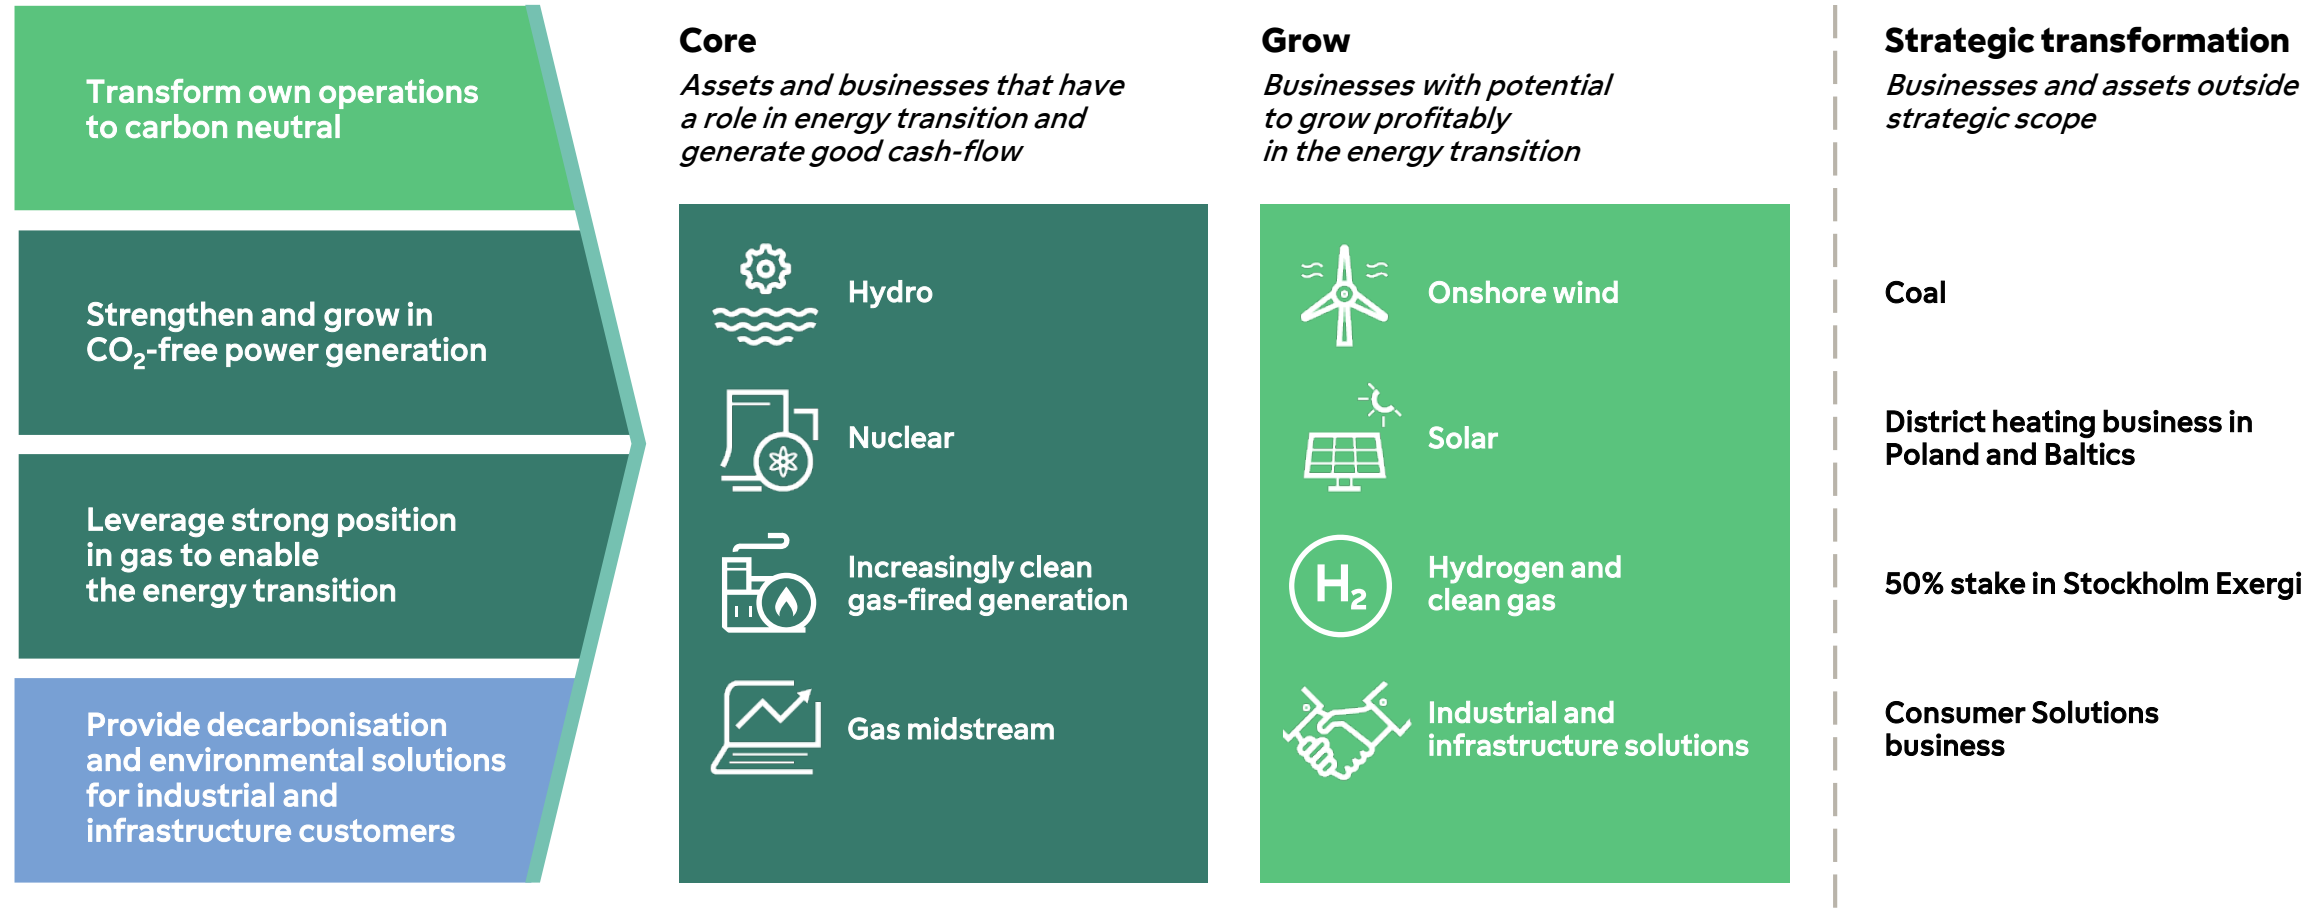 Transform own operations
to carbon neutral
Strengthen and grow in
CO₂-free power generation
Leverage strong position
in gas to enable
the energy transition
Provide decarbonisation
and environmental solutions
for industrial and
infrastructure customers
Core
Assets and businesses that have
a role in energy transition and
generate good cash-flow
Hydro
Nuclear
Increasingly clean
gas-fired generation
Gas midstream
Grow
Businesses with potential
to grow profitably
in the energy transition
Onshore wind
Solar
H₂
Hydrogen and
clean gas
Industrial and
infrastructure solutions
Strategic transformation
Businesses and assets outside
strategic scope
Coal
District heating business in
Poland and Baltics
50% stake in Stockholm Exergi
Consumer Solutions
business